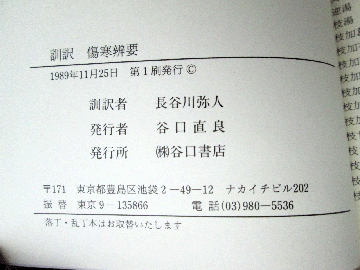 訓訳 傷寒辨要
1989年11月25日 第1刷発行 Ⓒ
訓訳者 長谷川弥人
発行者 谷口直良
発行所 ㈱谷口書店
〒171 東京都豊島区池袋2-49-12 ナカイチビル202
振替 東京9-135866 電話(03)980-5536
落丁・乱丁本はお取替いたします